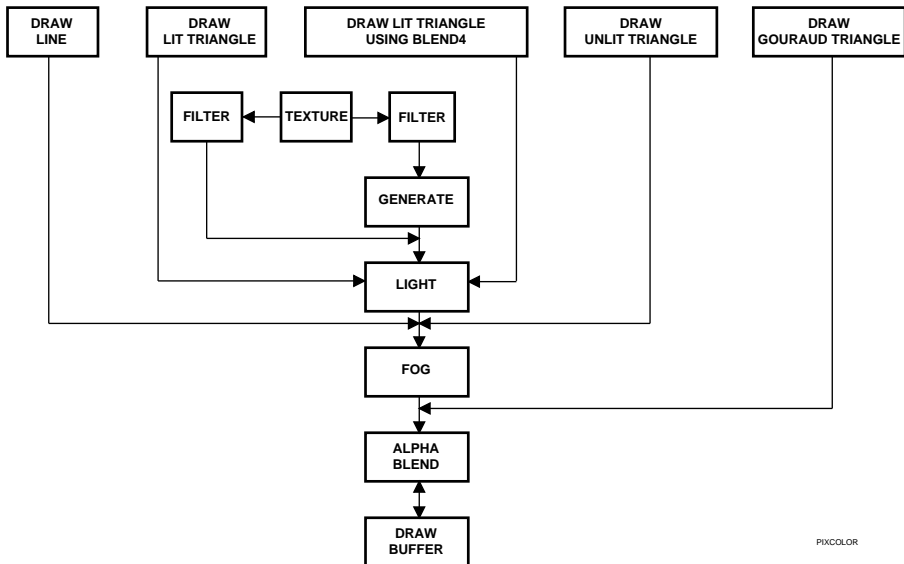 DRAW
LINE
DRAW
LIT TRIANGLE
DRAW LIT TRIANGLE
USING BLEND4
DRAW
UNLIT TRIANGLE
DRAW
GOURAUD TRIANGLE
FILTER
TEXTURE
FILTER
GENERATE
LIGHT
FOG
ALPHA
BLEND
DRAW
BUFFER
PIXCOLOR